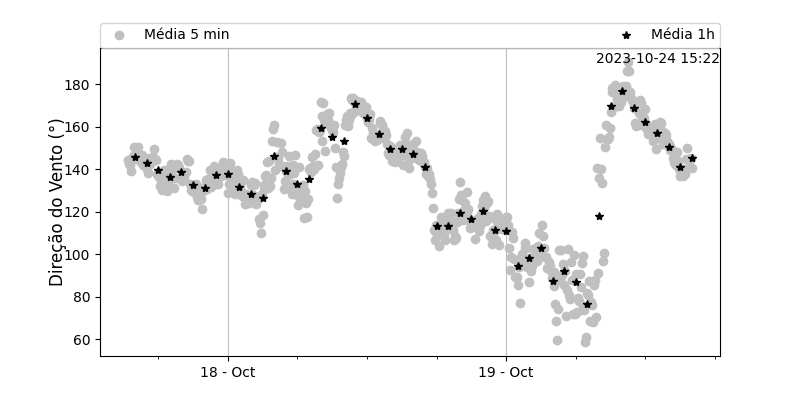 Média 5 min
Média 1h
2023-10-24 15:22
Direção do Vento (°)
180
160
140
120
100
80
60
18 - Oct
19 - Oct